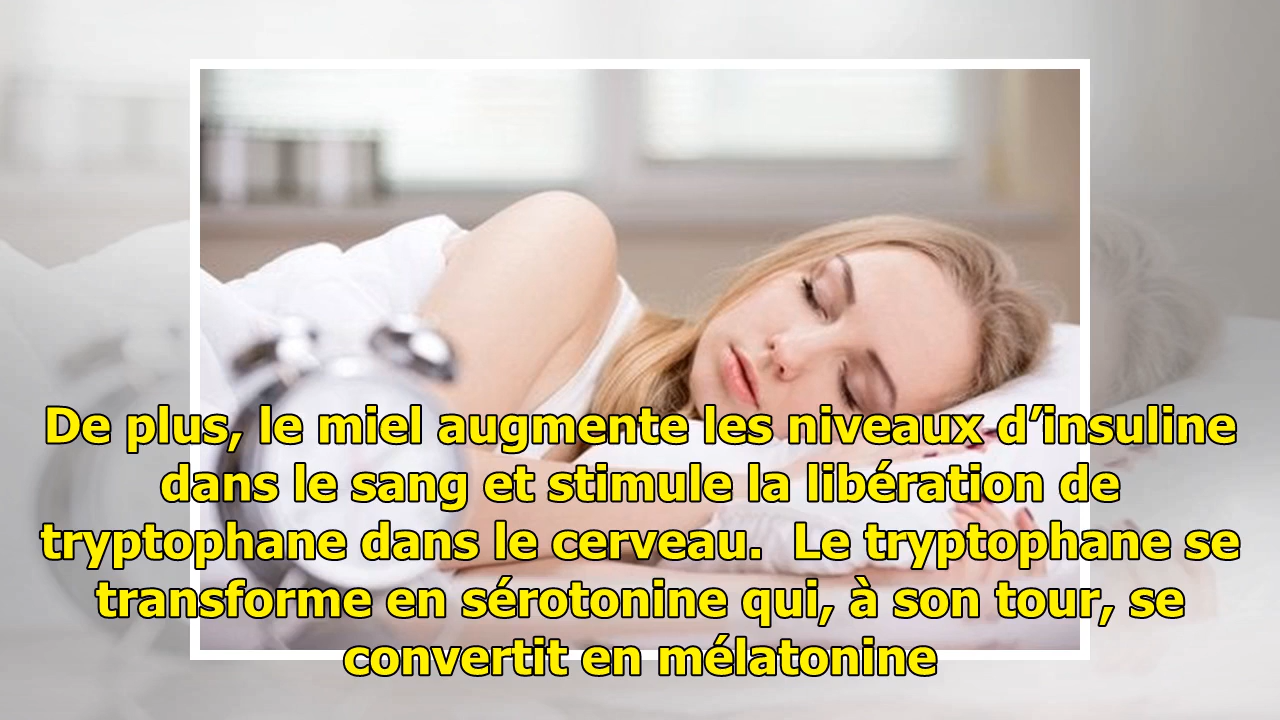 De plus, le miel augmente les niveaux d’insuline
dans le sang et stimule la libération de
tryptophane dans le cerveau.  Le tryptophane se
transforme en sérotonine qui, à son tour, se
convertit en mélatonine